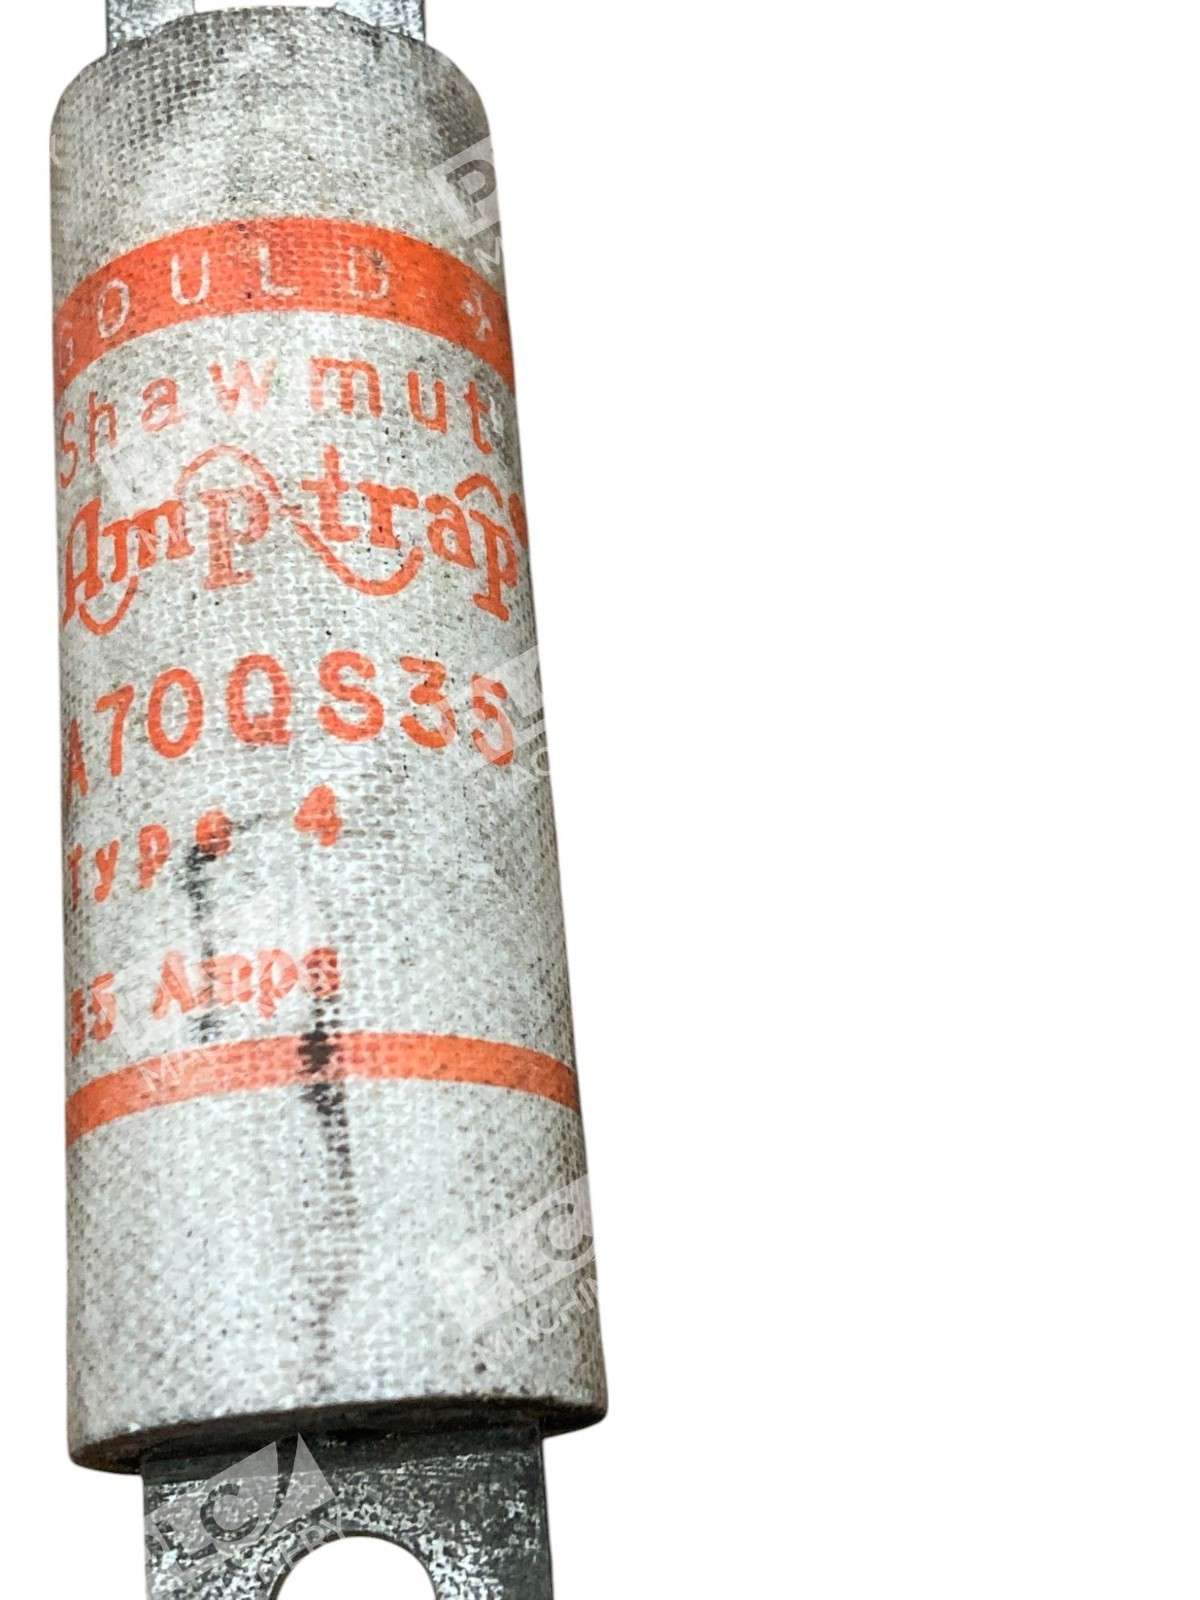 GOULD
Shawmut
Amp-trap
A70QS35
Type 4
35 Amps